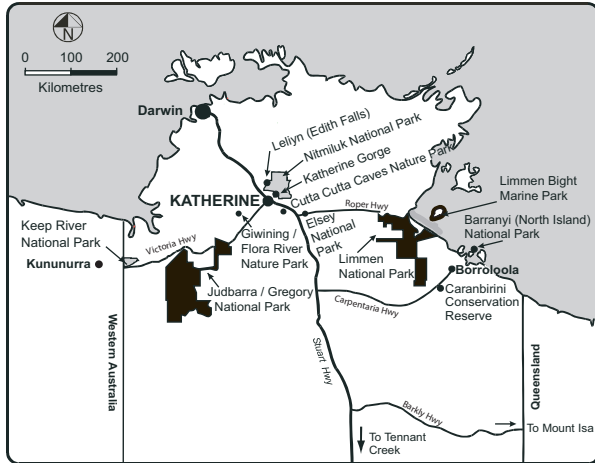 N
0 100 200
Kilometres
Darwin
Leliyn (Edith Falls)
Nitmiluk National Park
Katherine Gorge
Cutta Cutta Caves Nature Park
KATHERINE
Roper Hwy
Limmen Bight
Marine Park
Barranyi (North Island)
National Park
Keep River
National Park
Victoria Hwy
Giwining /
Flora River
Nature Park
Elsey
National
Park
Limmen
National Park
Kununurra
Judbarra / Gregory
National Park
Borroloola
Caranbirini
Conservation
Reserve
Carpentaria Hwy
Western Australia
Stuart Hwy
Queensland
Barkly Hwy
To Mount Isa
To Tennant
Creek